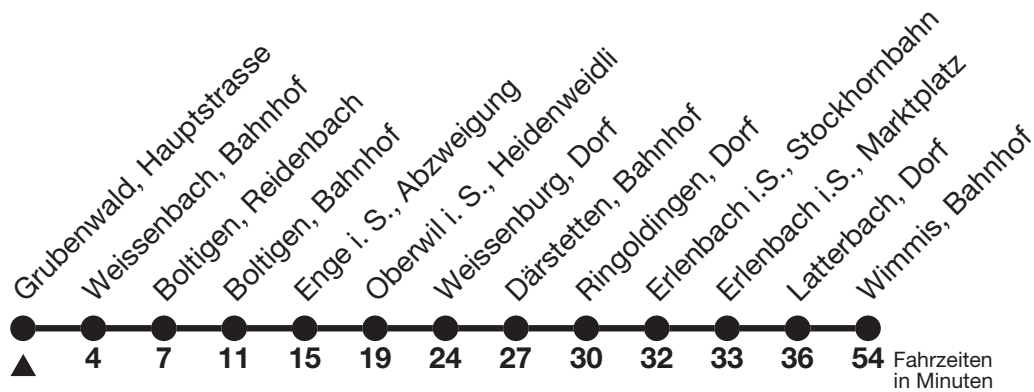 Grubenwald, Hauptstrasse
Weissenbach, Bahnhof
Boltigen, Reidenbach
Boltigen, Bahnhof
Enge i. S., Abzweigung
Oberwil i. S., Heidenweidli
Weissenburg, Dorf
Därstetten, Bahnhof
Ringoldingen, Dorf
Erlenbach i.S., Stockhornbahn
Erlenbach i.S., Marktplatz
Latterbach, Dorf
Wimmis, Bahnhof
4 7 11 15 19 24 27 30 32 33 36 54 Fahrzeiten
in Minuten